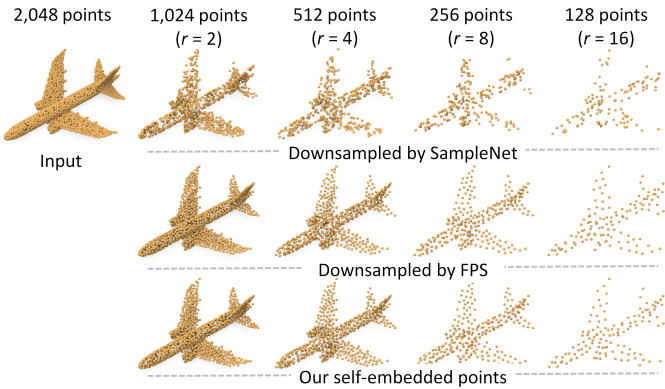 2,048 points 1,024 points 512 points 256 points 128 points
(r = 2) (r = 4) (r = 8) (r = 16)
Input
Downsampled by SampleNet
Downsampled by FPS
Our self-embedded points